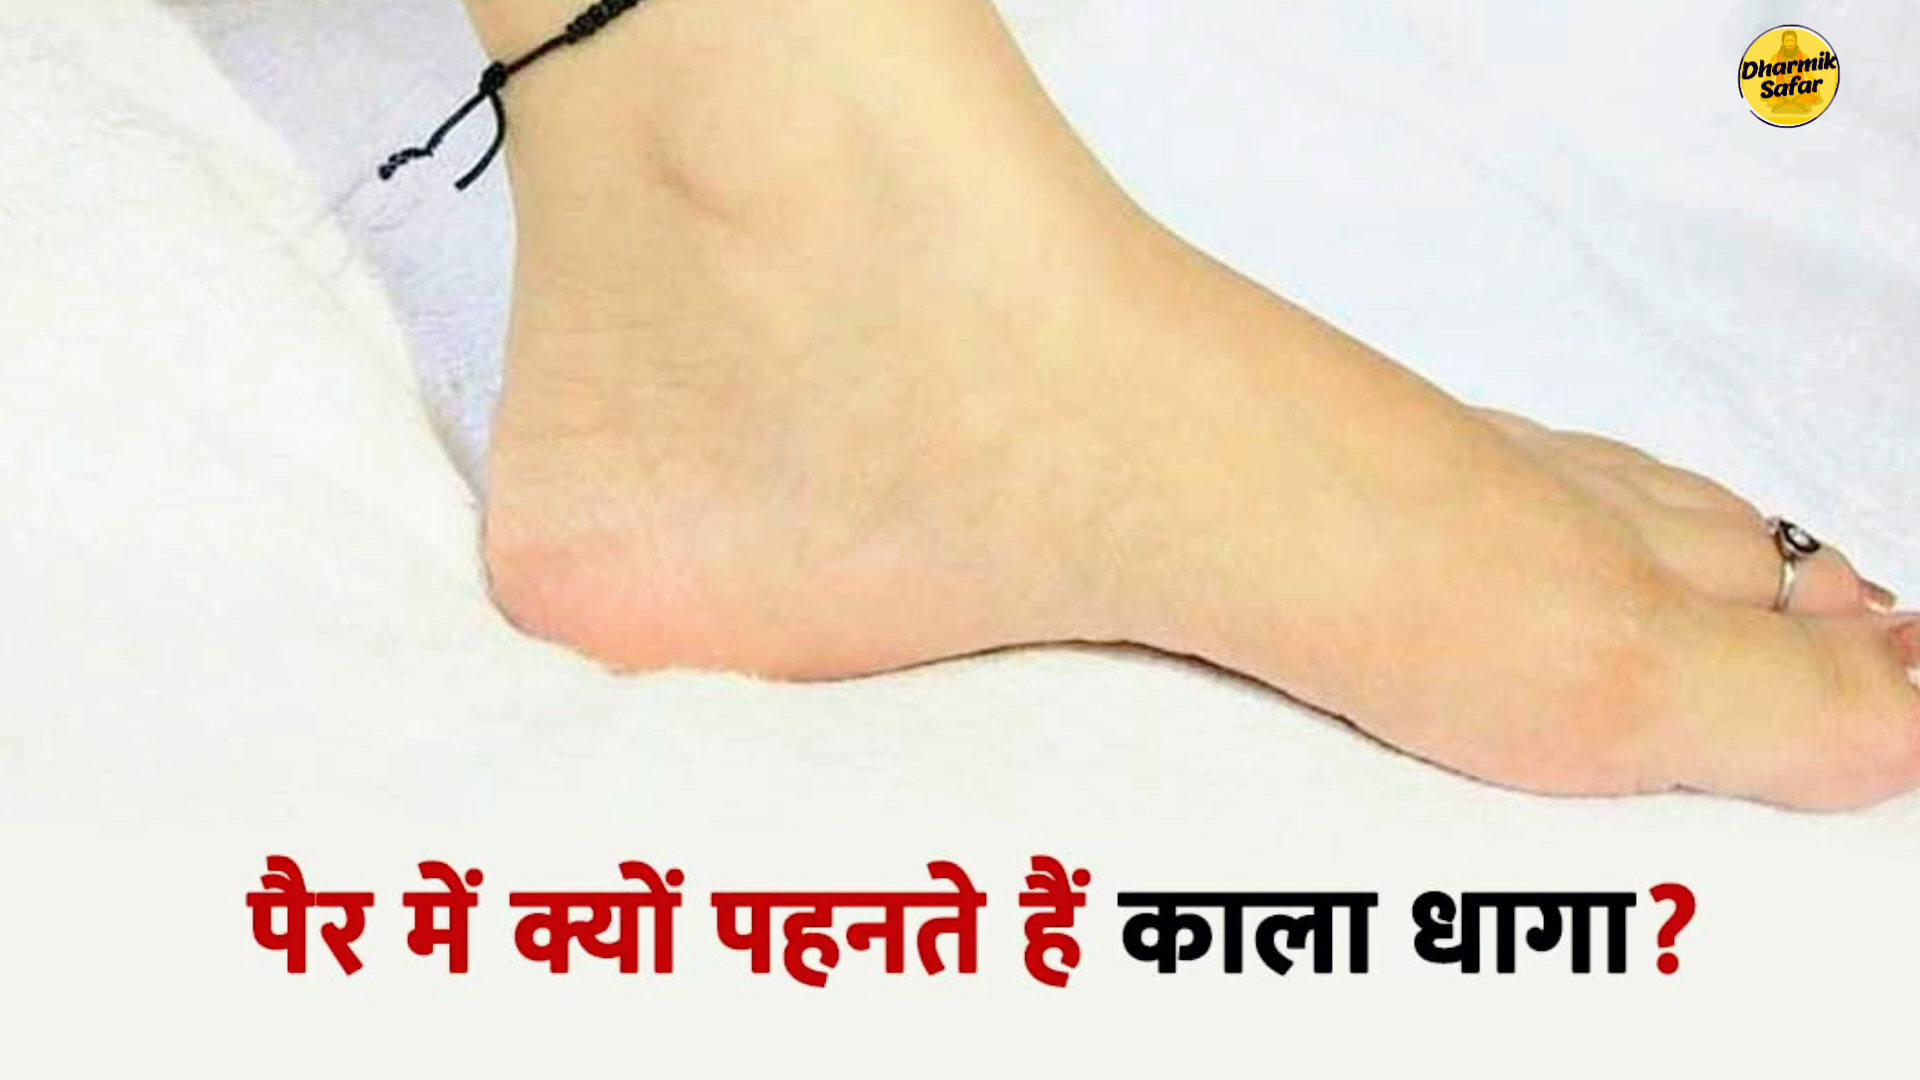 Dharmik
Safar
पैर में क्यों पहनते हैं काला धागा?